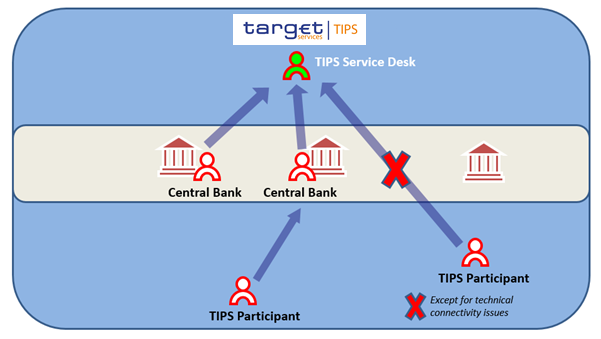 target | TIPS
services
TIPS Service Desk
Central Bank
Central Bank
TIPS Participant
TIPS Participant
Except for technical
connectivity issues